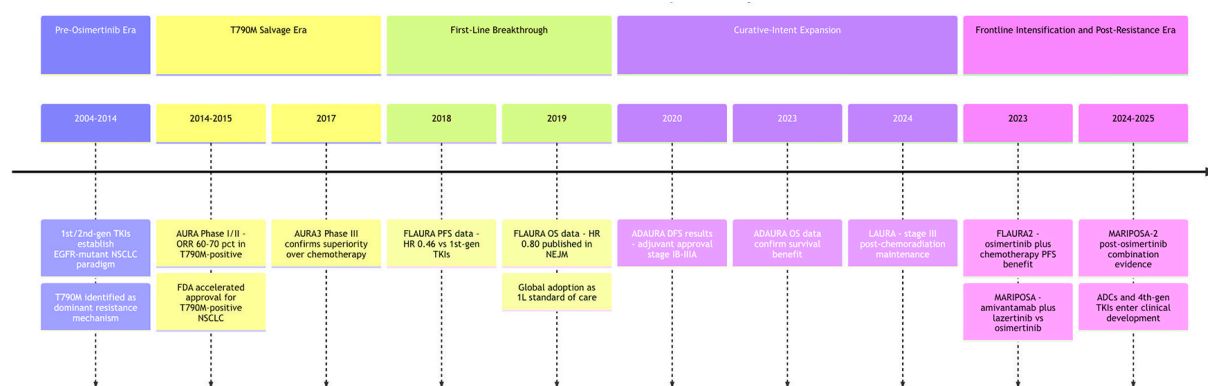 Pre-Osimertinib Era
T790M Salvage Era
First-Line Breakthrough
Curative-Intent Expansion
Frontline Intensification and Post-Resistance Era
2004-2014
2014-2015
2017
2018
2019
2020
2023
2024
2023
2024-2025
1st/2nd-gen TKIs
establish
EGFR-mutant NSCLC
paradigm
T790M identified as
dominant resistance
mechanism
AURA Phase I/II -
ORR 60-70 pct in
T790M-positive
FDA accelerated
approval for
T790M-positive
NSCLC
AURA3 Phase III
confirms superiority
over chemotherapy
FLAURA PFS data -
HR 0.46 vs 1st-gen
TKIs
FLAURA OS data - HR
0.80 published in
NEJM
Global adoption as
1L standard of care
ADAURA DFS results
- adjuvant approval
stage IB-IIIA
ADAURA OS data
confirm survival
benefit
LAURA - stage III
post-chemoradiation
maintenance
FLAURA2 -
osimertinib plus
chemotherapy PFS
benefit
MARIPOSA -
amivantamab plus
lazertinib vs
osimertinib
MARIPOSA-2
post-osimertinib
combination
evidence
ADCs and 4th-gen
TKIs enter clinical
development